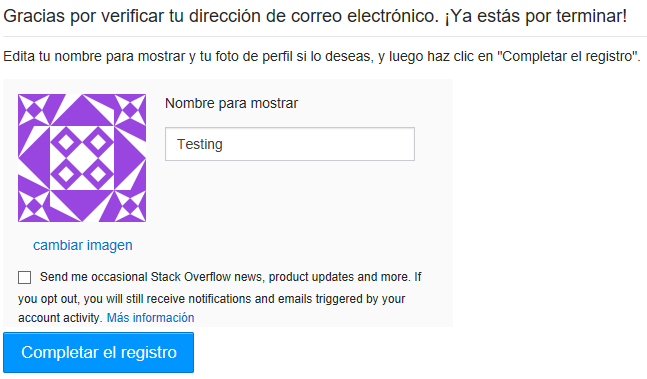 Gracias por verificar tu dirección de correo electrónico. ¡Ya estás por terminar!
Edita tu nombre para mostrar y tu foto de perfil si lo deseas, y luego haz clic en "Completar el registro".
Nombre para mostrar
Testing
cambiar imagen
Send me occasional Stack Overflow news, product updates and more. If
you opt out, you will still receive notifications and emails triggered by your
account activity. Más información
Completar el registro